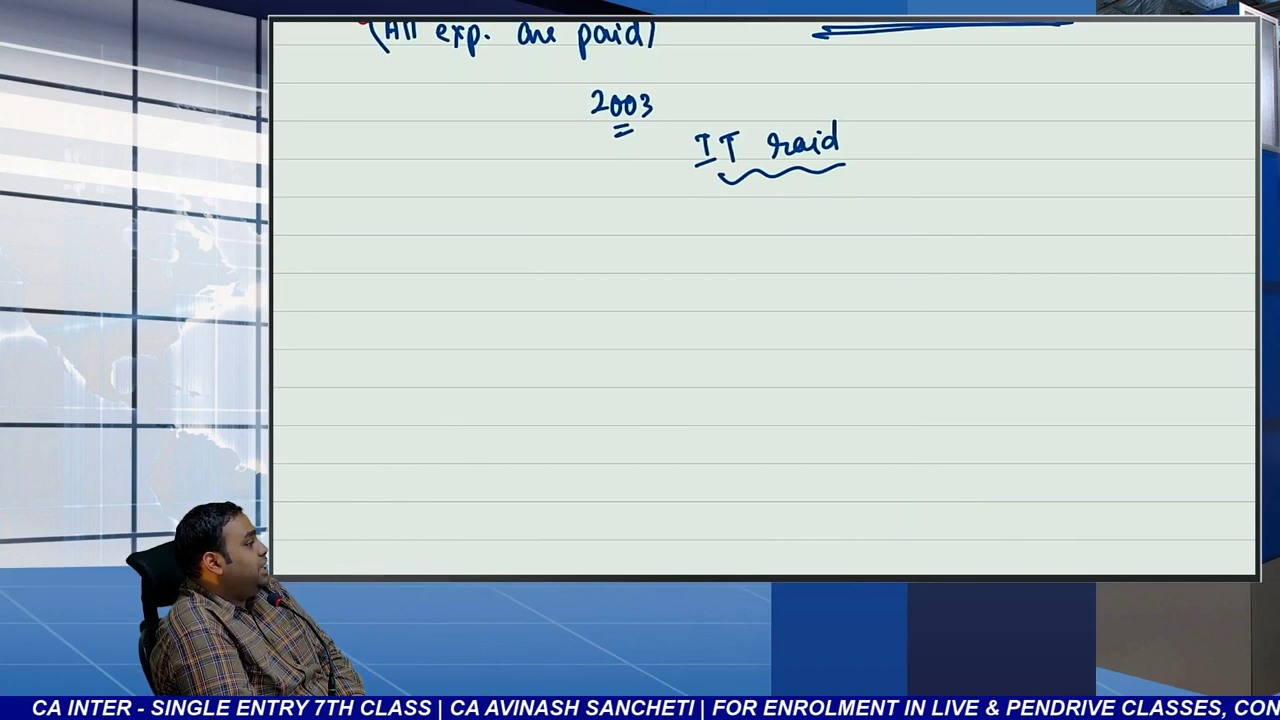 (All exp. are paid)
2003
IT raid
CA INTER - SINGLE ENTRY 7TH CLASS | CA AVINASH SANCHETI | FOR ENROLMENT IN LIVE & PENDRIVE CLASSES, CON